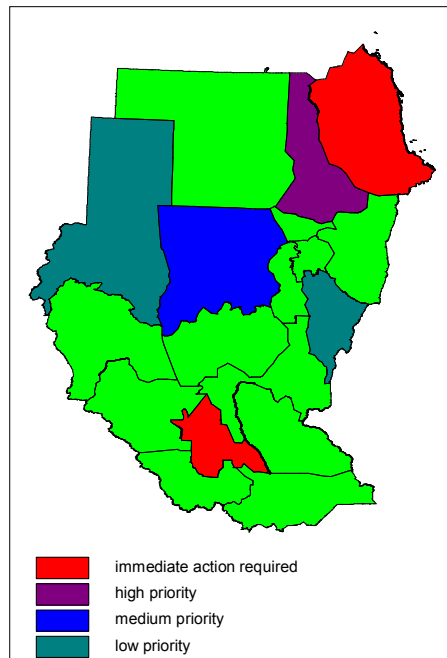 immediate action required
high priority
medium priority
low priority